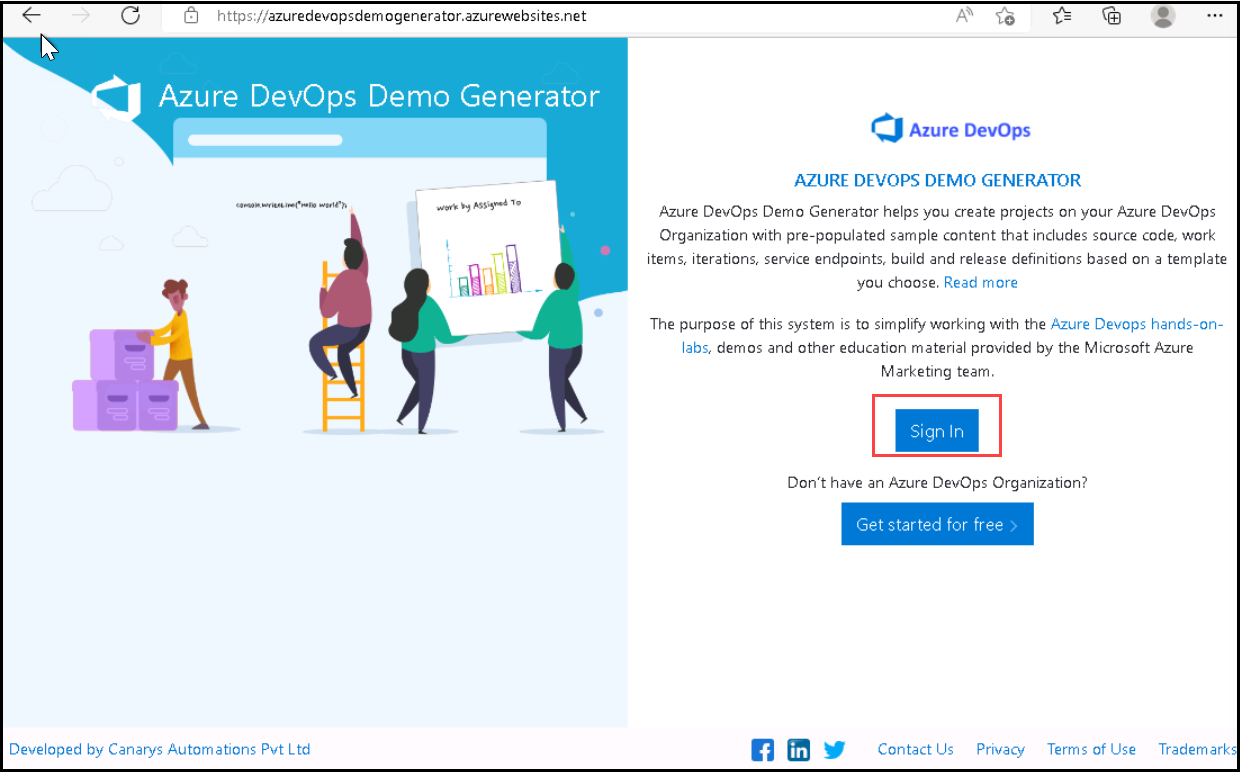 https://azuredevopsdemogenerator.azurewebsites.net
Azure DevOps Demo Generator
console.writeline("Hello world");
work by Assigned To
Azure DevOps
AZURE DEVOPS DEMO GENERATOR
Azure DevOps Demo Generator helps you create projects on your Azure DevOps
Organization with pre-populated sample content that includes source code, work
items, iterations, service endpoints, build and release definitions based on a template
you choose. Read more
The purpose of this system is to simplify working with the Azure Devops hands-on-
labs, demos and other education material provided by the Microsoft Azure
Marketing team.
Sign In
Don't have an Azure DevOps Organization?
Get started for free >
Developed by Canarys Automations Pvt Ltd
Contact Us Privacy Terms of Use Trademarks